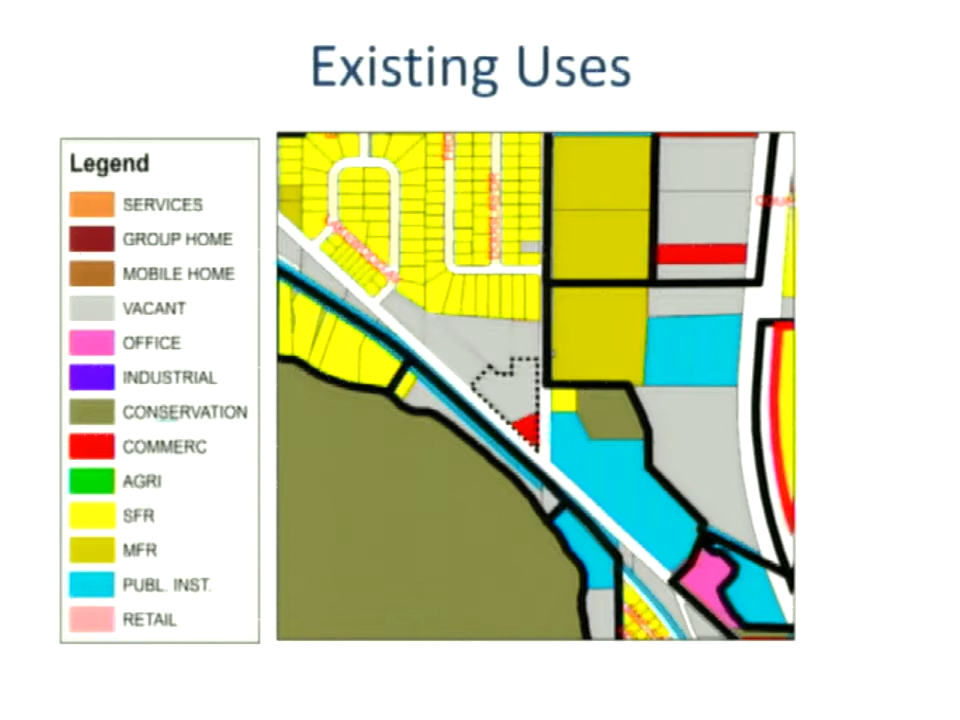 Existing Uses
Legend
SERVICES
GROUP HOME
MOBILE HOME
VACANT
OFFICE
INDUSTRIAL
CONSERVATION
COMMERC
AGRI
SFR
MFR
PUBL. INST.
RETAIL